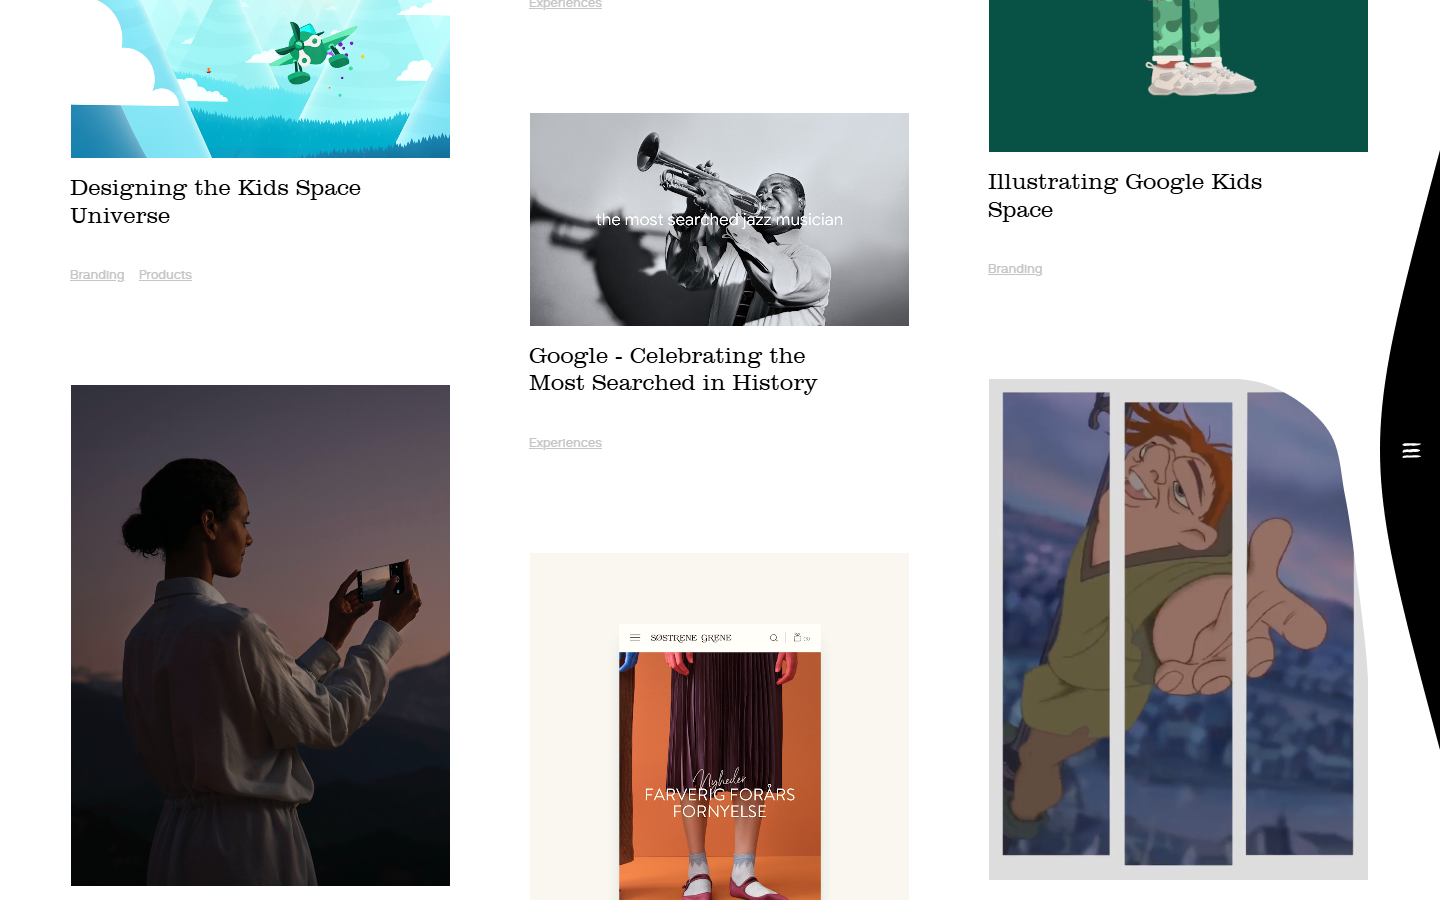 Experiences
Designing the Kids Space
Universe
Branding
Products
the most searched jazz musician
Google - Celebrating the
Most Searched in History
Experiences
Illustrating Google Kids
Space
Branding
SØSTRENE GRENE
Nyheder
FARVERIG FORÅRS
FORNYELSE